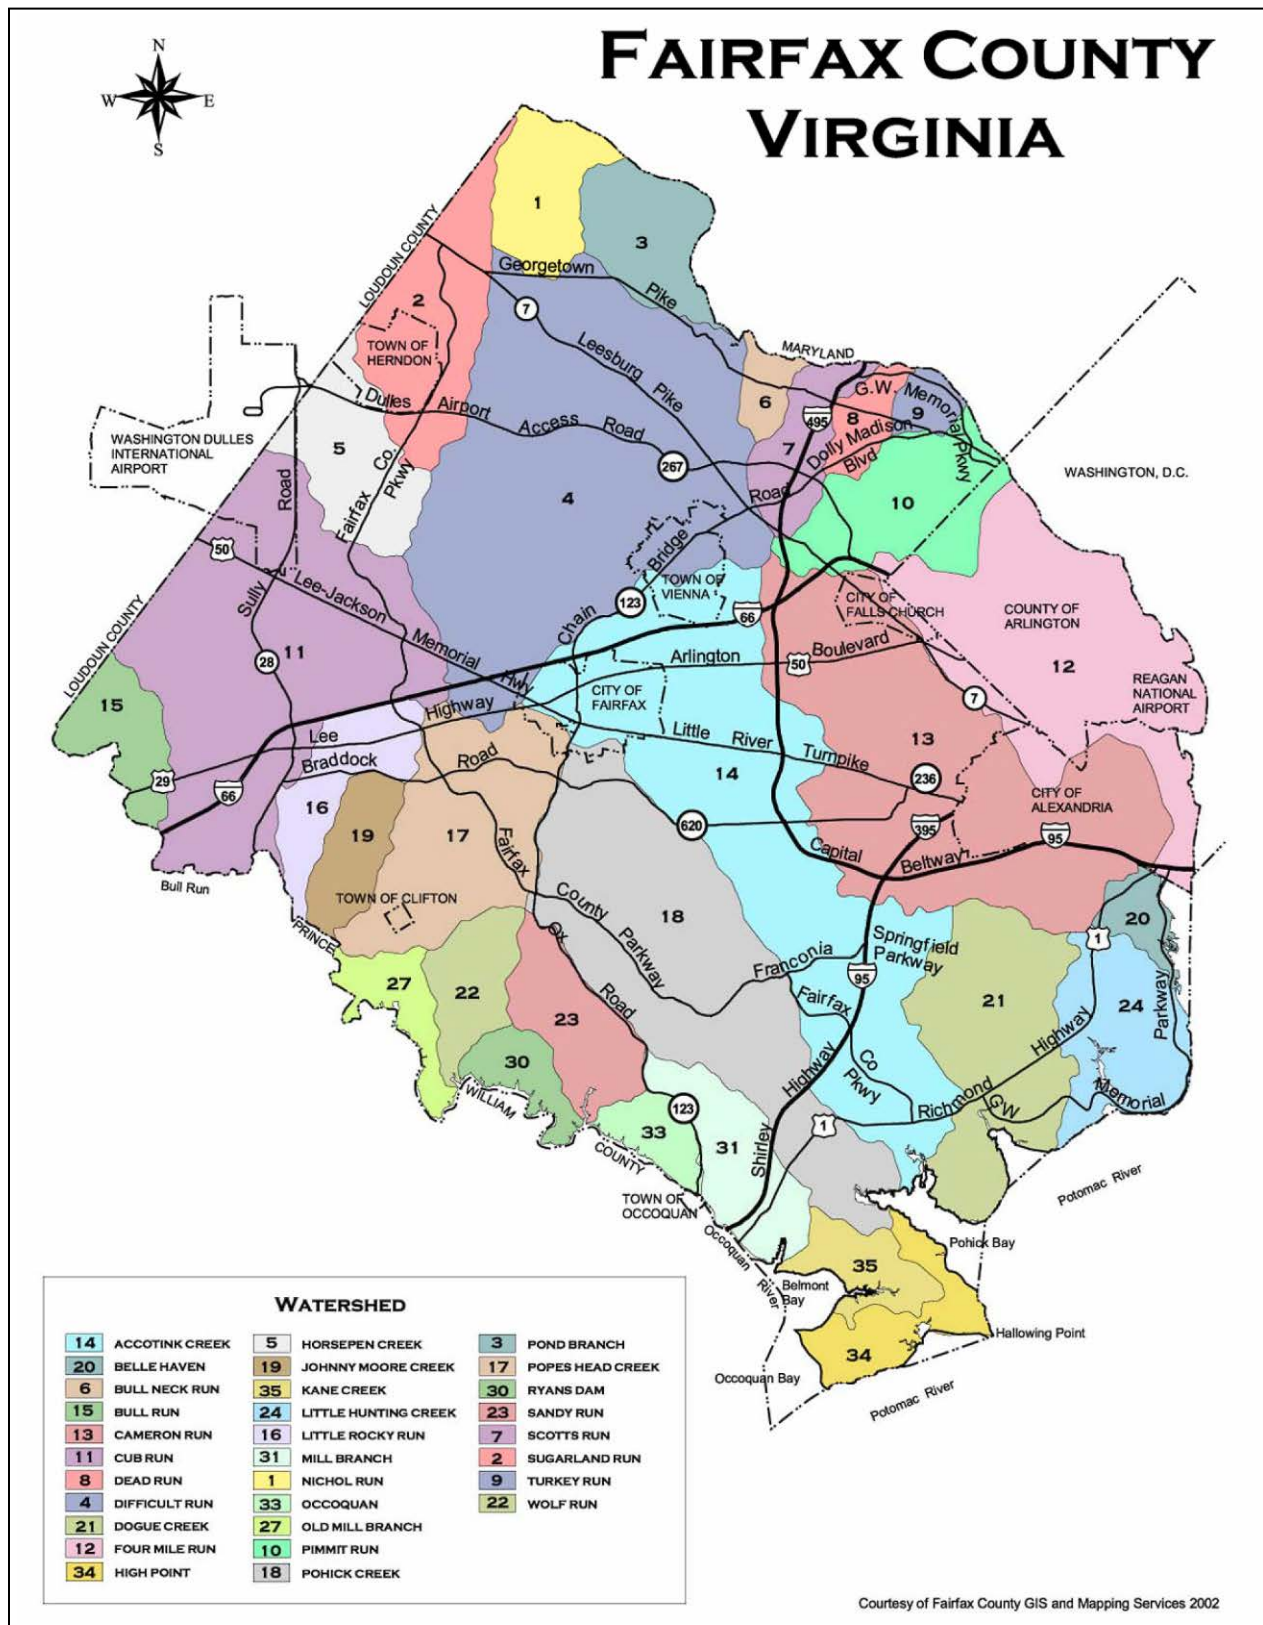 FAIRFAX COUNTY
VIRGINIA
N
W E
S
LOUDOUN COUNTY
1
3
2
Georgetown
Pike
7
Leesburg
Pike
TOWN OF
HERNDON
MARYLAND
G.W. Memorial
Pkwy
6
495
8
9
7
Dolly Madison
Blvd
Dulles Airport Access Road
267
WASHINGTON DULLES
INTERNATIONAL
AIRPORT
5
Fairfax
Co.
Pkwy
Road
4
Road
10
WASHINGTON, D.C.
50
Bridge
TOWN OF
VIENNA
123
Chain
66
CITY OF
FALLS CHURCH
COUNTY OF
ARLINGTON
12
Sully
Lee-Jackson
Memorial
Hwy
28
11
Arlington
50
Boulevard
LOUDOUN COUNTY
15
CITY OF
FAIRFAX
7
REAGAN
NATIONAL
AIRPORT
Lee
Highway
Little River Turnpike
13
Braddock
Road
14
236
29
66
16
CITY OF
ALEXANDRIA
19
17
620
395
95
Fairfax
Capital
Beltway
Bull Run
TOWN OF CLIFTON
County
Parkway
18
20
PRINCE
Ox
Road
Franconia
Springfield
Parkway
1
95
27
22
23
Fairfax
Co
Pkwy
21
24
Parkway
Highway
30
WILLIAM
Highway
Richmond
GW
Memorial
123
33
31
1
Shirley
COUNTY
TOWN OF
OCCOQUAN
Potomac River
Occoquan
River
Pohick Bay
35
Belmont
Bay
Hallowing Point
34
Occoquan Bay
Potomac River
WATERSHED
14 ACCOTINK CREEK
20 BELLE HAVEN
6 BULL NECK RUN
15 BULL RUN
13 CAMERON RUN
11 CUB RUN
8 DEAD RUN
4 DIFFICULT RUN
21 DOGUE CREEK
12 FOUR MILE RUN
34 HIGH POINT
5 HORSEPEN CREEK
19 JOHNNY MOORE CREEK
35 KANE CREEK
24 LITTLE HUNTING CREEK
16 LITTLE ROCKY RUN
31 MILL BRANCH
1 NICHOL RUN
33 OCCOQUAN
27 OLD MILL BRANCH
10 PIMMIT RUN
18 POHICK CREEK
3 POND BRANCH
17 POPES HEAD CREEK
30 RYANS DAM
23 SANDY RUN
7 SCOTTS RUN
2 SUGARLAND RUN
9 TURKEY RUN
22 WOLF RUN
Courtesy of Fairfax County GIS and Mapping Services 2002